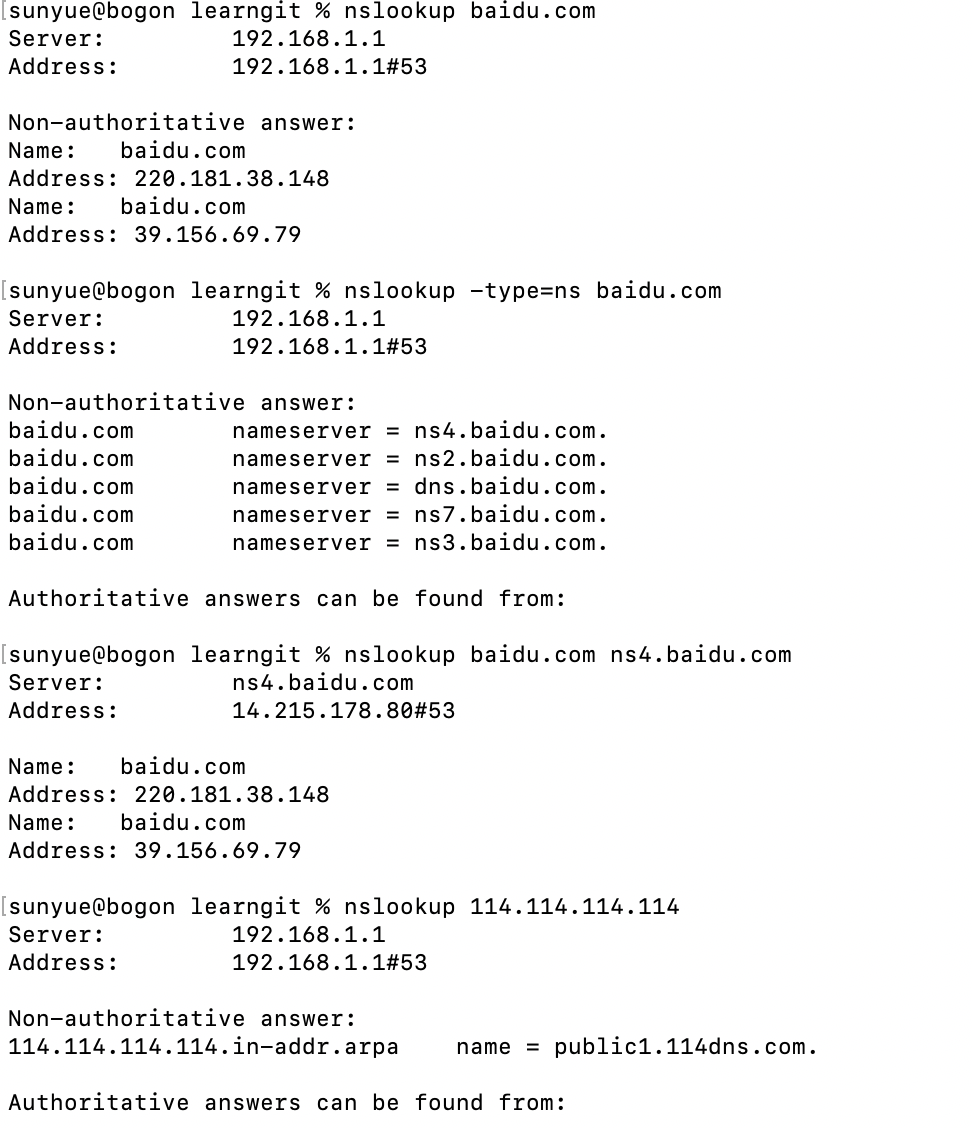 [sunyue@bogon learngit % nslookup baidu.com
Server:		192.168.1.1
Address:	192.168.1.1#53

Non-authoritative answer:
Name:	baidu.com
Address: 220.181.38.148
Name:	baidu.com
Address: 39.156.69.79

[sunyue@bogon learngit % nslookup -type=ns baidu.com
Server:		192.168.1.1
Address:	192.168.1.1#53

Non-authoritative answer:
baidu.com	nameserver = ns4.baidu.com.
baidu.com	nameserver = ns2.baidu.com.
baidu.com	nameserver = dns.baidu.com.
baidu.com	nameserver = ns7.baidu.com.
baidu.com	nameserver = ns3.baidu.com.

Authoritative answers can be found from:

[sunyue@bogon learngit % nslookup baidu.com ns4.baidu.com
Server:		ns4.baidu.com
Address:	14.215.178.80#53

Name:	baidu.com
Address: 220.181.38.148
Name:	baidu.com
Address: 39.156.69.79

[sunyue@bogon learngit % nslookup 114.114.114.114
Server:		192.168.1.1
Address:	192.168.1.1#53

Non-authoritative answer:
114.114.114.114.in-addr.arpa	name = public1.114dns.com.

Authoritative answers can be found from: